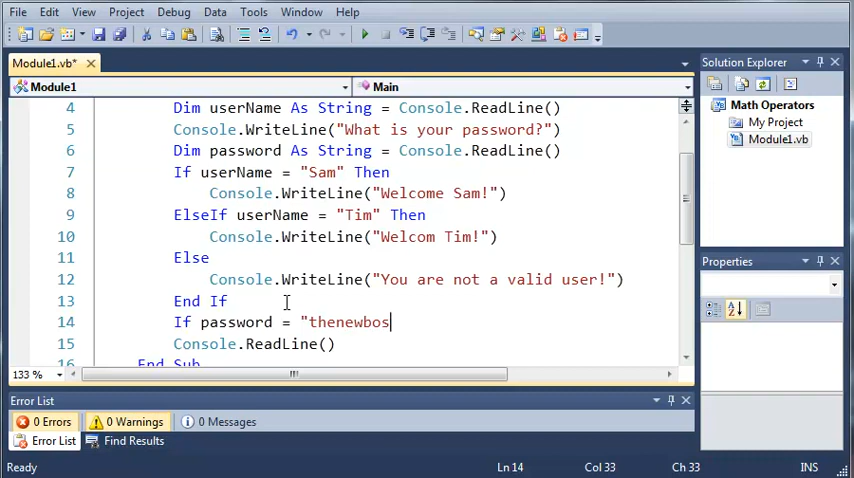 File Edit View Project Debug Data Tools Window Help
Module1.vb*
Module1 Main
4 Dim userName As String = Console.ReadLine()
5 Console.WriteLine("What is your password?")
6 Dim password As String = Console.ReadLine()
7 If userName = "Sam" Then
8 Console.WriteLine("Welcome Sam!")
9 ElseIf userName = "Tim" Then
10 Console.WriteLine("Welcom Tim!")
11 Else
12 Console.WriteLine("You are not a valid user!")
13 End If
14 If password = "thenewbos
15 Console.ReadLine()
16 End Sub
133 %
Solution Explorer
Math Operators
My Project
Module1.vb
Properties
Error List
0 Errors 0 Warnings 0 Messages
Error List Find Results
Ready Ln 14 Col 33 Ch 33 INS